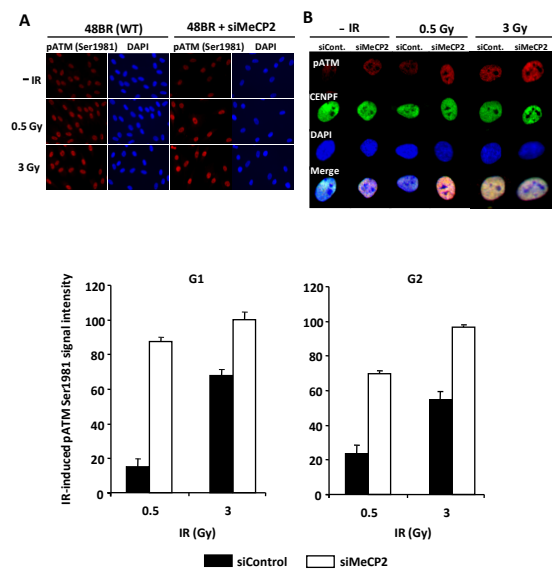 A
48BR (WT)
48BR + siMeCP2
pATM (Ser1981) DAPI pATM (Ser1981) DAPI
– IR
0.5 Gy
3 Gy
B
– IR
0.5 Gy
3 Gy
siCont. siMeCP2 siCont. siMeCP2 siCont. siMeCP2
pATM
CENPF
DAPI
Merge
G1
IR-induced pATM Ser1981 signal intensity
120
100
80
60
40
20
0
0.5
3
IR (Gy)
G2
120
100
80
60
40
20
0
0.5
3
IR (Gy)
siControl
siMeCP2